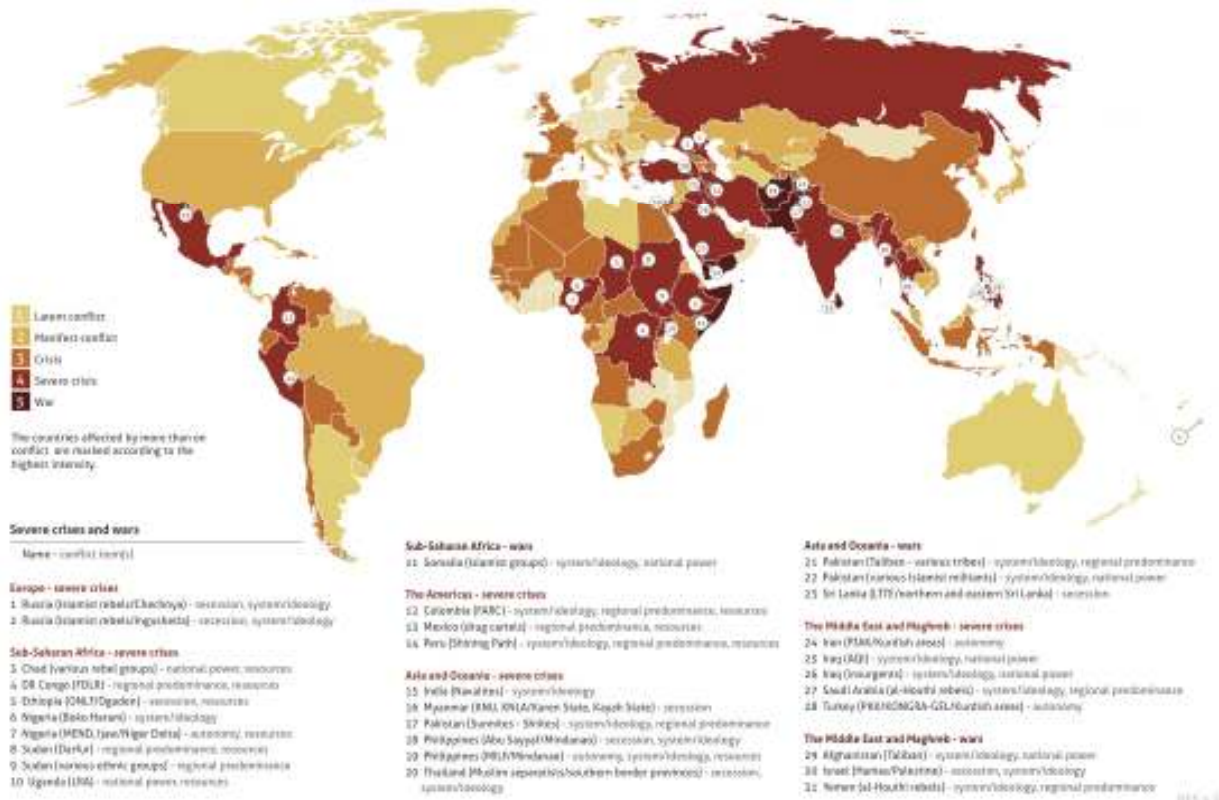 1 Latent conflict
2 Manifest conflict
3 Crisis
4 Severe crisis
5 War
The countries affected by more than on
conflict are marked according to the
highest intensity.
Severe crises and wars
Name - conflict item(s)
Europe - severe crises
1 Russia (Islamist rebels/Chechnya) - secession, system/ideology
2 Russia (Islamist rebels/Ingushetia) - secession, system/ideology
Sub-Saharan Africa - severe crises
3 Chad (various rebel groups) - national power, resources
4 DR Congo (FDLR) - regional predominance, resources
5 Ethiopia (ONLF/Ogaden) - secession, resources
6 Nigeria (Boko Haram) - system/ideology
7 Nigeria (MEND, Ijaw/Niger Delta) - autonomy, resources
8 Sudan (Darfur) - regional predominance, resources
9 Sudan (various ethnic groups) - regional predominance
10 Uganda (LRA) - national power, resources
Sub-Saharan Africa - wars
11 Somalia (Islamist groups) - system/ideology, national power
The Americas - severe crises
12 Colombia (FARC) - system/ideology, regional predominance, resources
13 Mexico (drug cartels) - regional predominance, resources
14 Peru (Shining Path) - system/ideology, regional predominance, resources
Asia and Oceania - severe crises
15 India (Naxalites) - system/ideology
16 Myanmar (KNU, KNLA/Karen State, Kayah State) - secession
17 Pakistan (Sunnites - Shiites) - system/ideology, regional predominance
18 Philippines (Abu Sayyaf/Mindanao) - secession, system/ideology
19 Philippines (MILF/Mindanao) - autonomy, system/ideology, resources
20 Thailand (Muslim separatists/southern border provinces) - secession,
system/ideology
Asia and Oceania - wars
21 Pakistan (Taliban - various tribes) - system/ideology, regional predominance
22 Pakistan (various Islamist militants) - system/ideology, national power
23 Sri Lanka (LTTE/northern and eastern Sri Lanka) - secession
The Middle East and Maghreb - severe crises
24 Iran (PJAK/Kurdish areas) - autonomy
25 Iraq (AQI) - system/ideology, national power
26 Iraq (insurgents) - system/ideology, national power
27 Saudi Arabia (al-Houthi rebels) - system/ideology, regional predominance
28 Turkey (PKK/KONGRA-GEL/Kurdish areas) - autonomy
The Middle East and Maghreb - wars
29 Afghanistan (Taliban) - system/ideology, national power
30 Israel (Hamas/Palestine) - secession, system/ideology
31 Yemen (al-Houthi rebels) - system/ideology, regional predominance